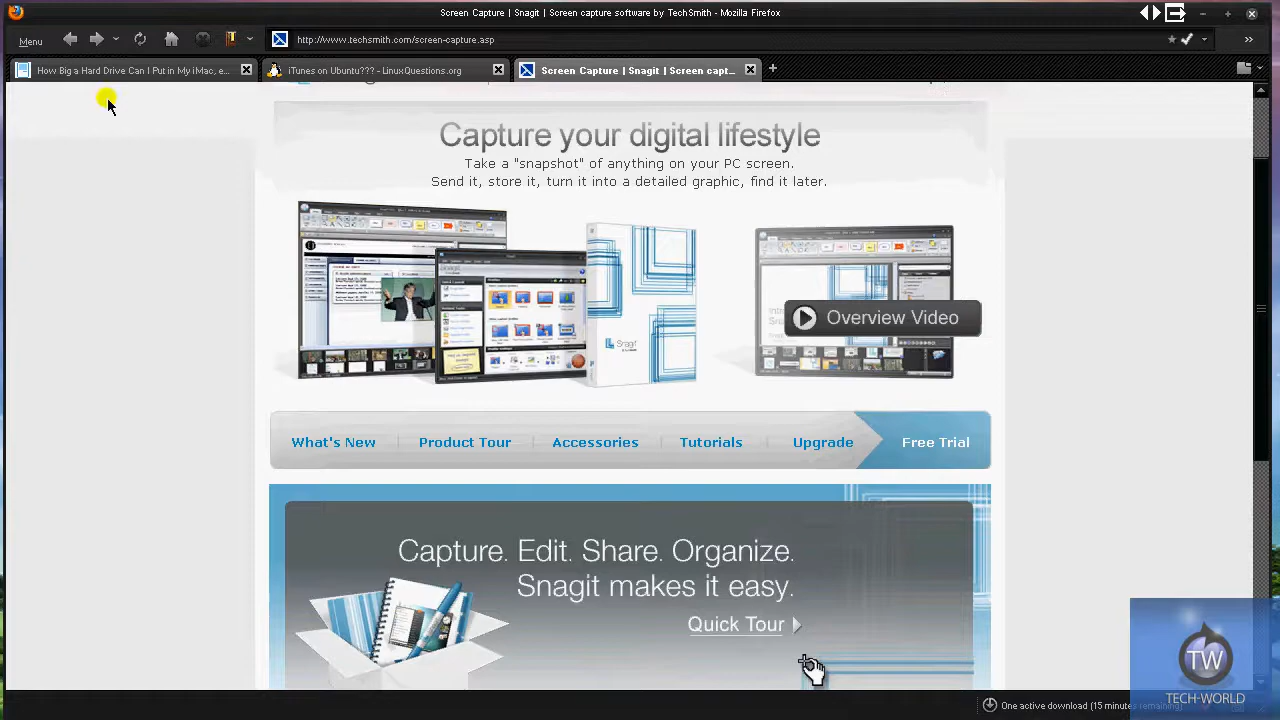 Screen Capture | Snagit | Screen capture software by TechSmith - Mozilla Firefox
Menu
http://www.techsmith.com/screen-capture.asp
How Big a Hard Drive Can I Put in My iMac, e...
iTunes on Ubuntu??? - LinuxQuestions.org
Screen Capture | Snagit | Screen capt...
Capture your digital lifestyle
Take a "snapshot" of anything on your PC screen.
Send it, store it, turn it into a detailed graphic, find it later.
Snagit
Overview Video
What's New
Product Tour
Accessories
Tutorials
Upgrade
Free Trial
Capture. Edit. Share. Organize.
Snagit makes it easy.
Quick Tour
TW
TECH-WORLD
One active download (15 minutes remaining)